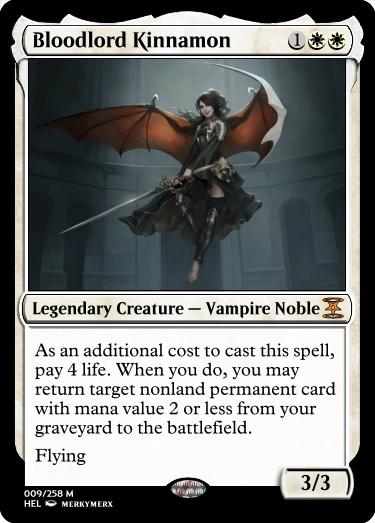 Bloodlord Kinnamon 1
Legendary Creature — Vampire Noble
As an additional cost to cast this spell,
pay 4 life. When you do, you may
return target nonland permanent card
with mana value 2 or less from your
graveyard to the battlefield.
Flying
3/3
009/258 M
HEL MERKYMERX